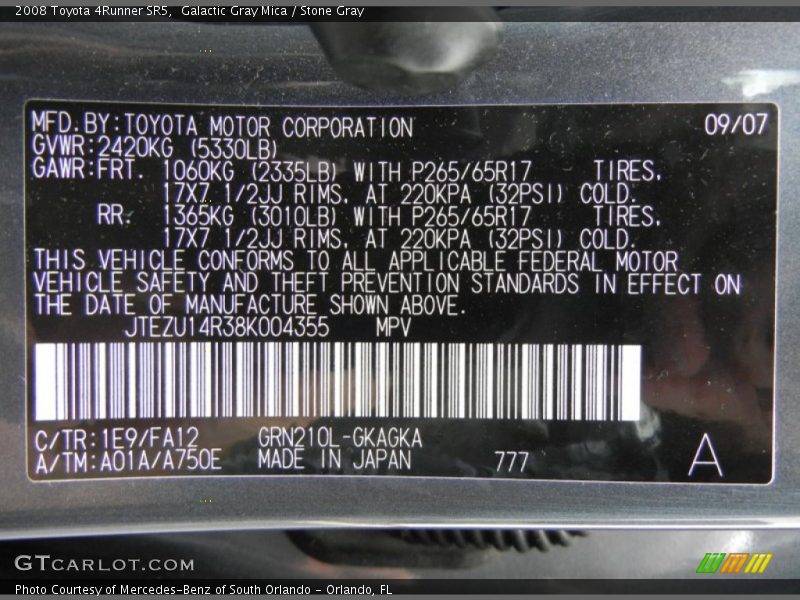 2008 Toyota 4Runner SR5,  Galactic Gray Mica / Stone Gray
MFD.BY:TOYOTA MOTOR CORPORATION 09/07
GVWR:2420KG (5330LB)
GAWR:FRT. 1060KG (2335LB) WITH P265/65R17 TIRES,
17X7 1/2JJ RIMS, AT 220KPA (32PSI) COLD.
RR. 1365KG (3010LB) WITH P265/65R17 TIRES,
17X7 1/2JJ RIMS, AT 220KPA (32PSI) COLD.
THIS VEHICLE CONFORMS TO ALL APPLICABLE FEDERAL MOTOR
VEHICLE SAFETY AND THEFT PREVENTION STANDARDS IN EFFECT ON
THE DATE OF MANUFACTURE SHOWN ABOVE.
JTEZU14R38K004355 MPV
C/TR:1E9/FA12 GRN210L-GKAGKA
A/TM:A01A/A750E MADE IN JAPAN 777 A
GTCARLOT.COM
Photo Courtesy of Mercedes-Benz of South Orlando - Orlando, FL